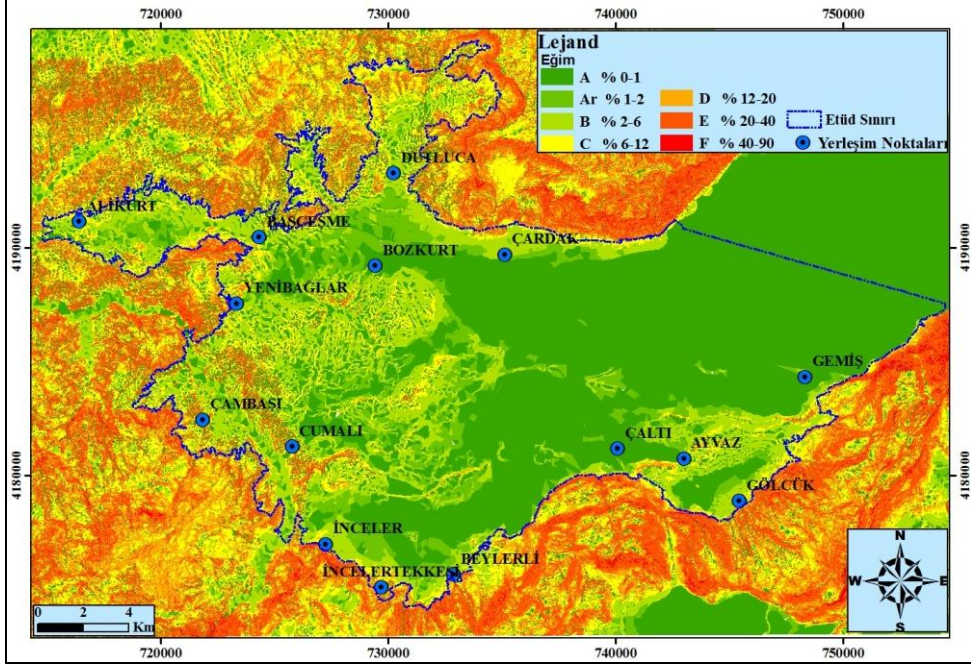 720000 730000 740000 750000
Lejand
Eğim
A % 0-1
Ar % 1-2
B % 2-6
C % 6-12
D % 12-20
E % 20-40
F % 40-90
Etüd Sınırı
Yerleşim Noktaları
DUTLUCA
ALIKURT
BAŞÇEŞME
4190000
4190000
BOZKURT
ÇARDAK
YENİBAGLAR
GEMİŞ
ÇAMBAŞI
CUMALI
ÇALTI
AYVAZ
4180000
4180000
GÖLCÜK
İNCELER
BEYLERLİ
İNCELERTEKKESİ
N
W E
S
0 2 4
Km
720000 730000 740000 750000